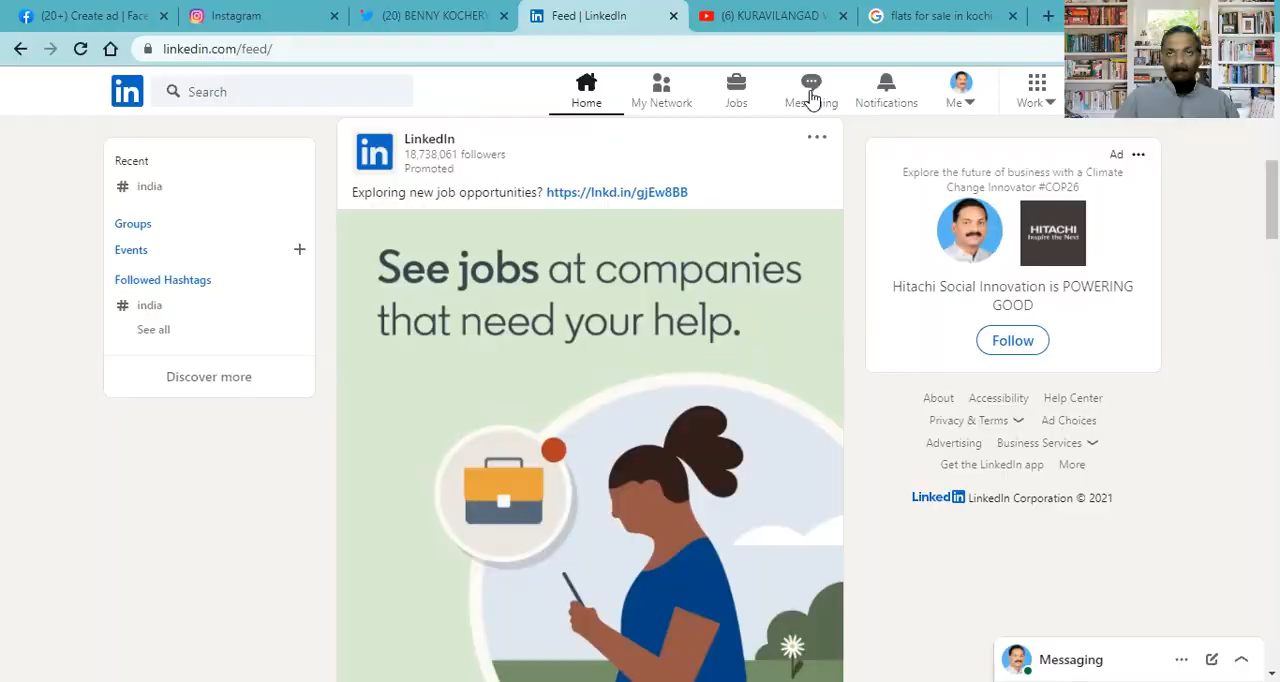 (20+) Create ad | Face
Instagram
(20) BENNY KOCHERY
Feed | LinkedIn
(6) KURAVILANGAD V
flats for sale in kochi
linkedin.com/feed/
in
Search
Home
My Network
Jobs
Notifications
Me
Work
Recent
# india
Groups
Events
+
Followed Hashtags
# india
See all
Discover more
in
LinkedIn
18,738,061 followers
Promoted
Exploring new job opportunities? https://lnkd.in/gjEw8BB
See jobs at companies
that need your help.
Ad
Explore the future of business with a Climate
Change Innovator #COP26
HITACHI
Inspire the Next
Hitachi Social Innovation is POWERING
GOOD
Follow
About Accessibility Help Center
Privacy & Terms Ad Choices
Advertising Business Services
Get the LinkedIn app More
LinkedIn LinkedIn Corporation © 2021
Messaging